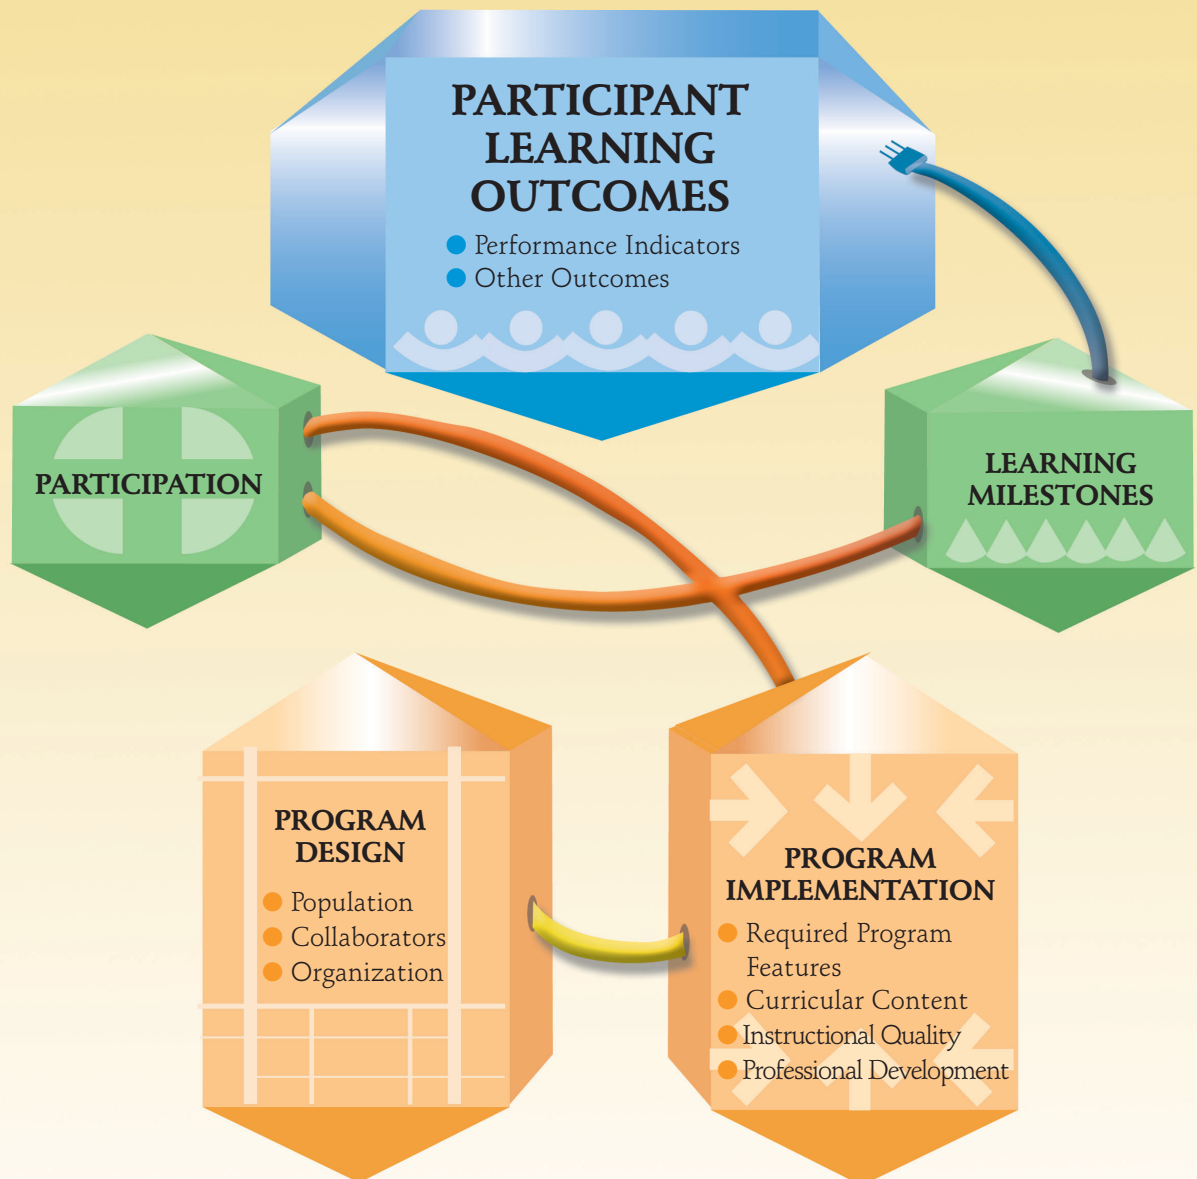 PARTICIPANT
LEARNING
OUTCOMES
Performance Indicators
Other Outcomes
PARTICIPATION
LEARNING
MILESTONES
PROGRAM
DESIGN
Population
Collaborators
Organization
PROGRAM
IMPLEMENTATION
Required Program
Features
Curricular Content
Instructional Quality
Professional Development